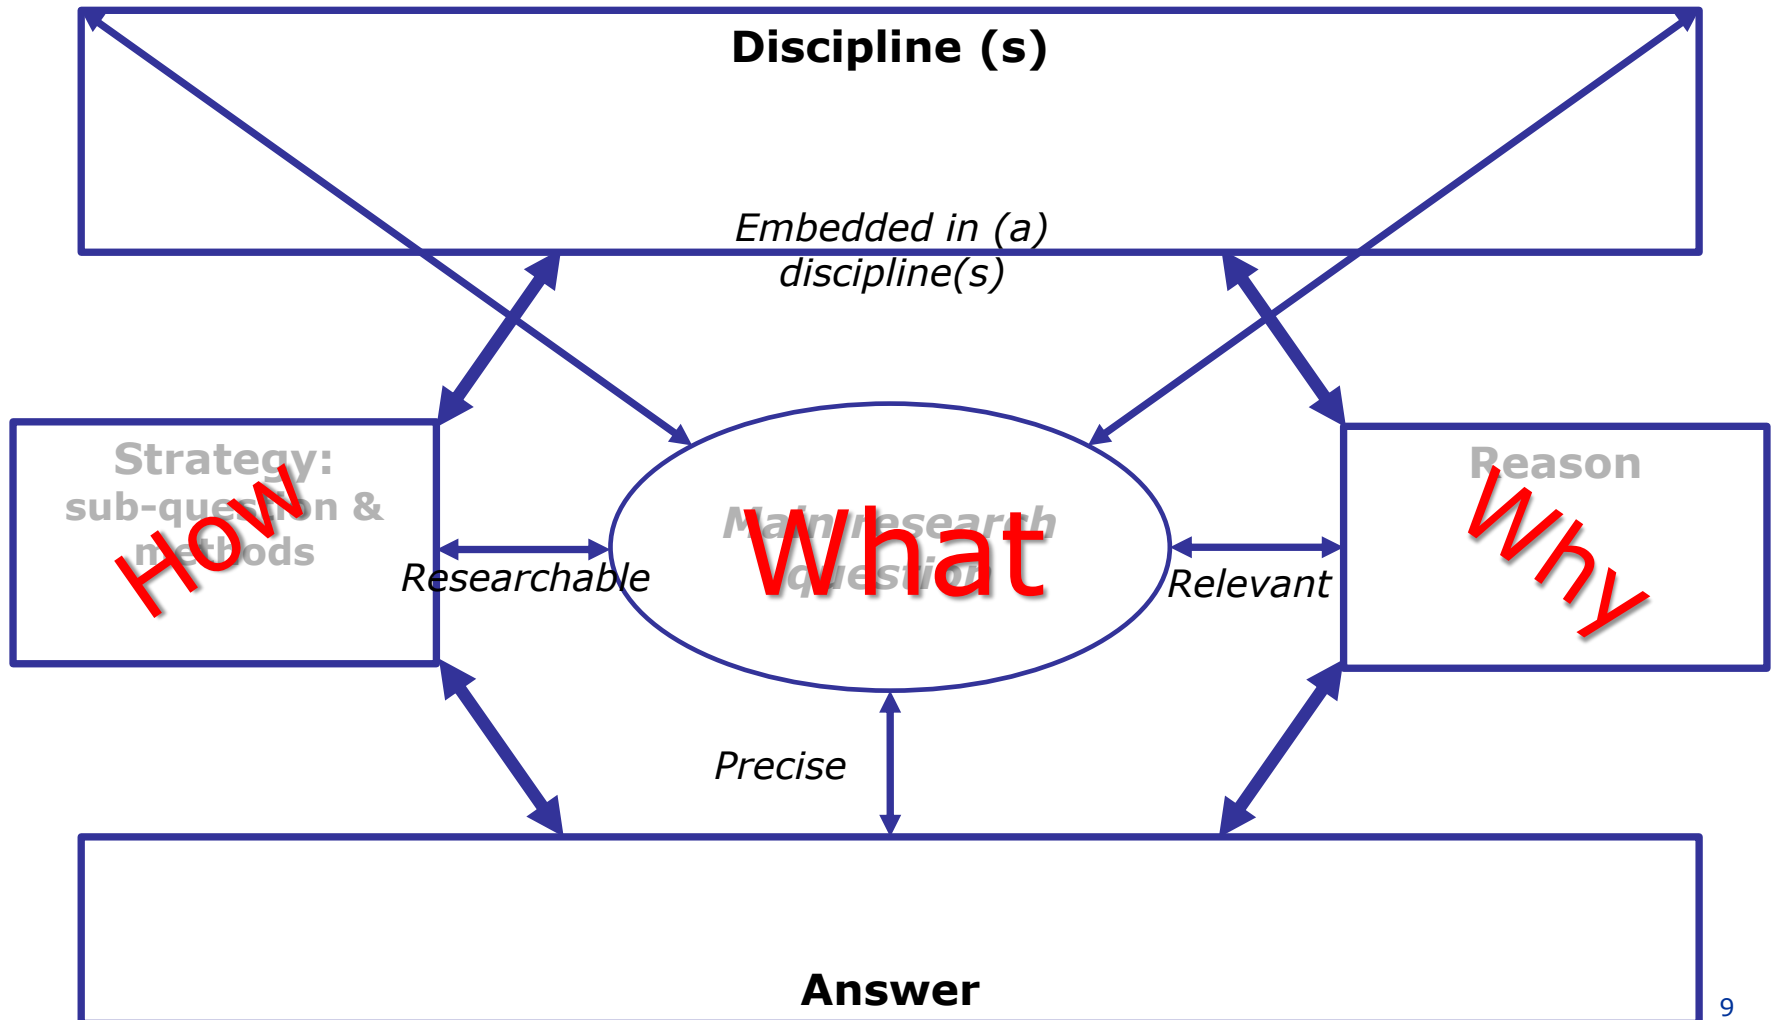 Discipline (s)
Embedded in (a)
discipline(s)
Strategy:
sub-question &
methods
How
Researchable
Main research
question
What
Relevant
Reason
Why
Precise
Answer
9